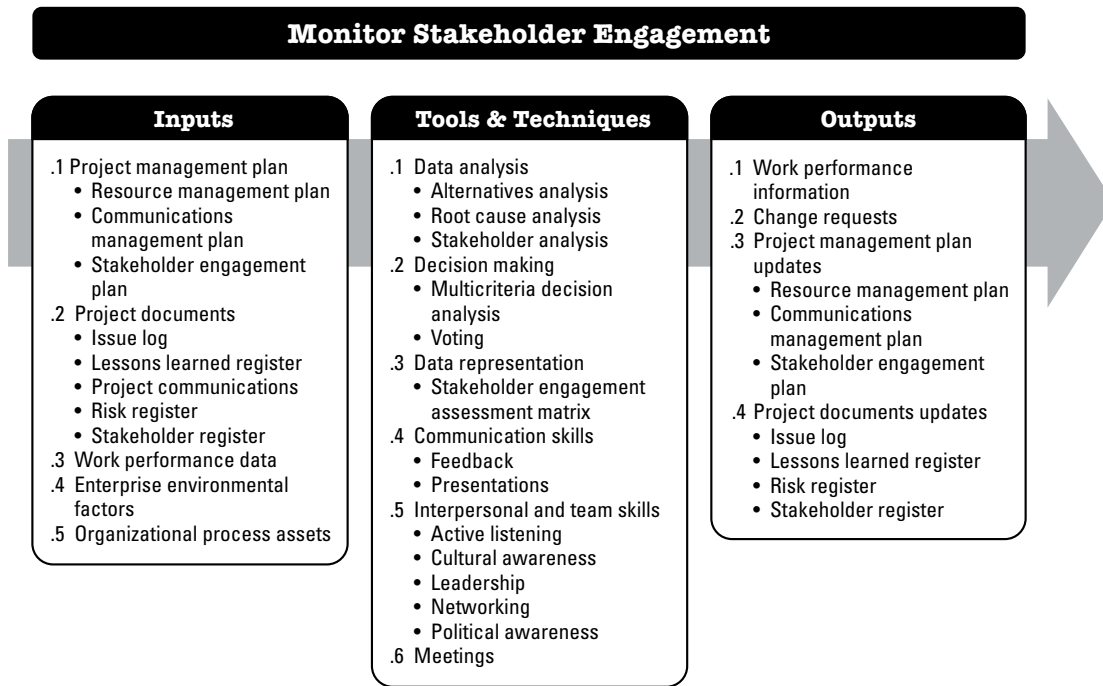 Monitor Stakeholder Engagement
Inputs
.1 Project management plan
• Resource management plan
• Communications
management plan
• Stakeholder engagement
plan
.2 Project documents
• Issue log
• Lessons learned register
• Project communications
• Risk register
• Stakeholder register
.3 Work performance data
.4 Enterprise environmental
factors
.5 Organizational process assets
Tools & Techniques
.1 Data analysis
• Alternatives analysis
• Root cause analysis
• Stakeholder analysis
.2 Decision making
• Multicriteria decision
analysis
• Voting
.3 Data representation
• Stakeholder engagement
assessment matrix
.4 Communication skills
• Feedback
• Presentations
.5 Interpersonal and team skills
• Active listening
• Cultural awareness
• Leadership
• Networking
• Political awareness
.6 Meetings
Outputs
.1 Work performance
information
.2 Change requests
.3 Project management plan
updates
• Resource management plan
• Communications
management plan
• Stakeholder engagement
plan
.4 Project documents updates
• Issue log
• Lessons learned register
• Risk register
• Stakeholder register